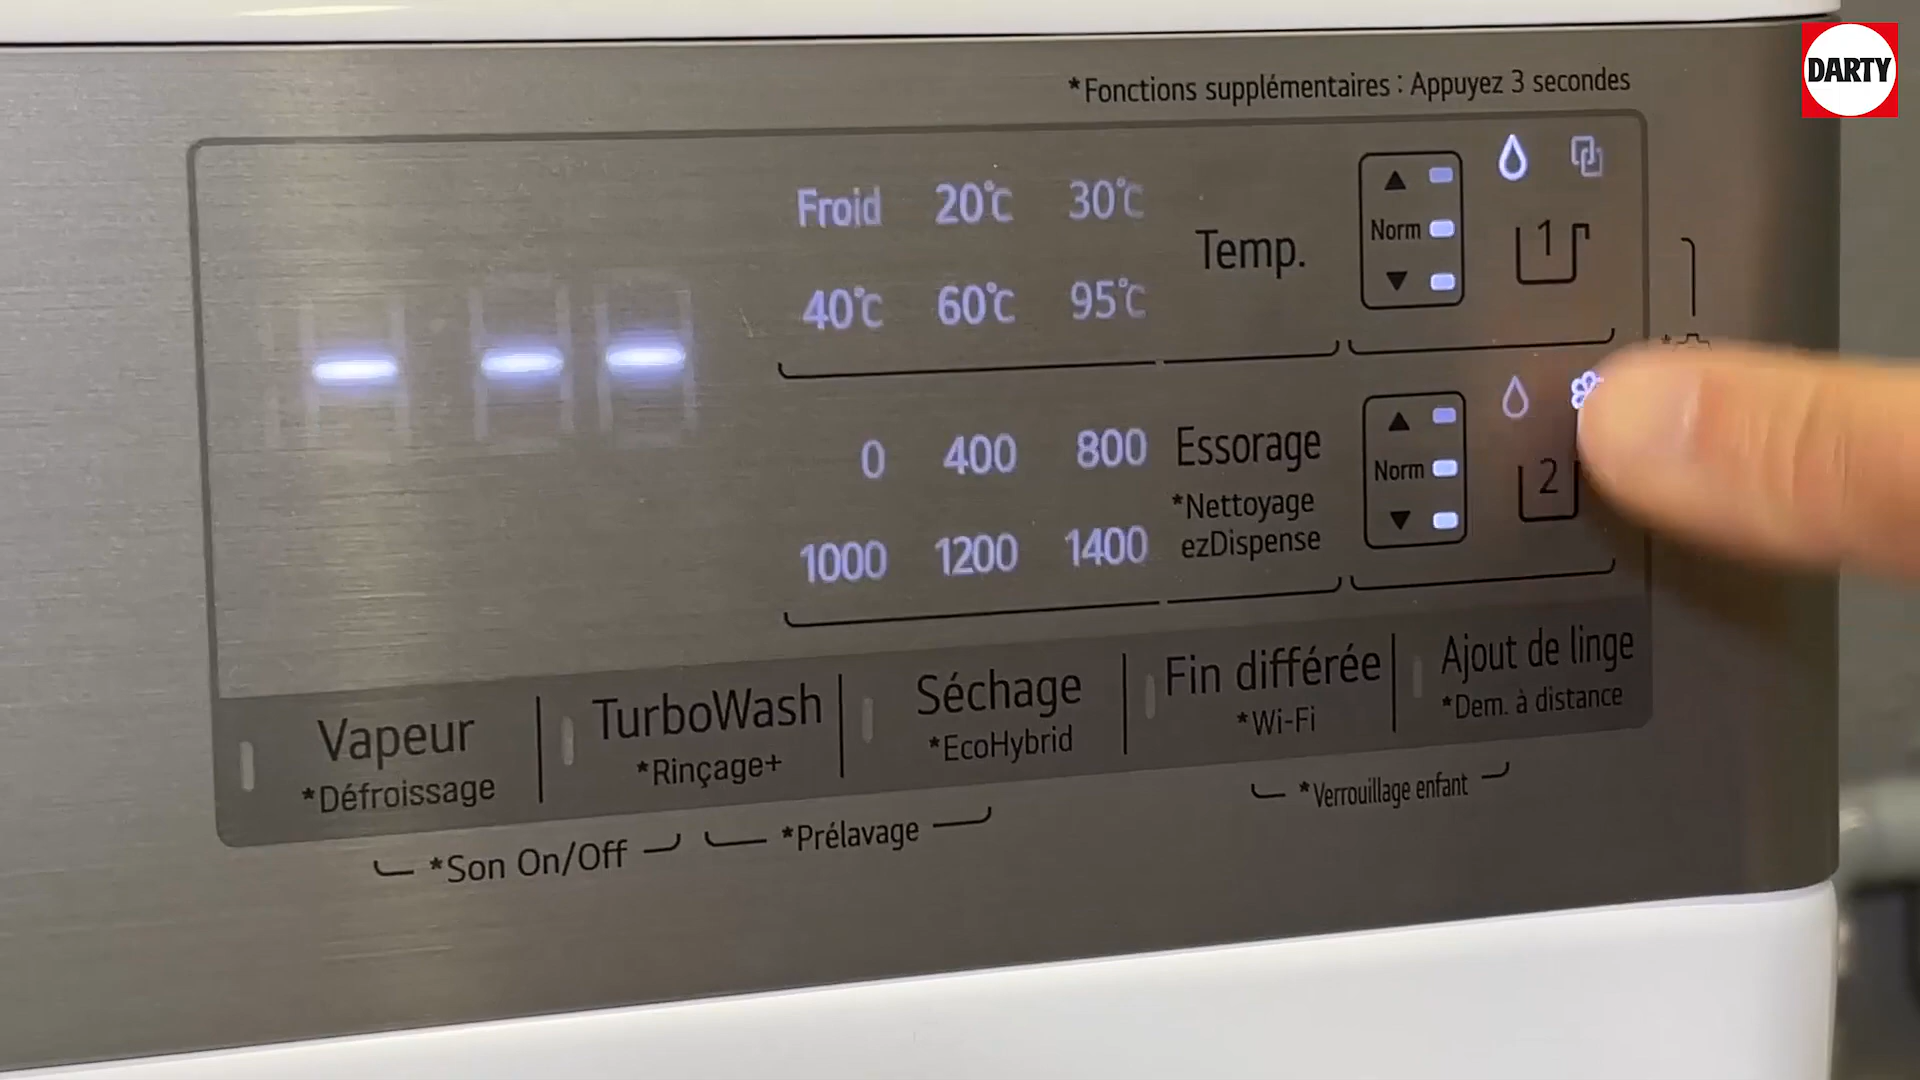 DARTY
*Fonctions supplémentaires : Appuyez 3 secondes
Froid 20°C 30°C
40°C 60°C 95°C
Temp.
Norm
1
0 400 800
1000 1200 1400
Essorage
*Nettoyage
ezDispense
Norm
2
Vapeur
*Défroissage
TurboWash
*Rinçage+
Séchage
*EcoHybrid
Fin différée
*Wi-Fi
Ajout de linge
*Dem. à distance
*Son On/Off
*Prélavage
*Verrouillage enfant